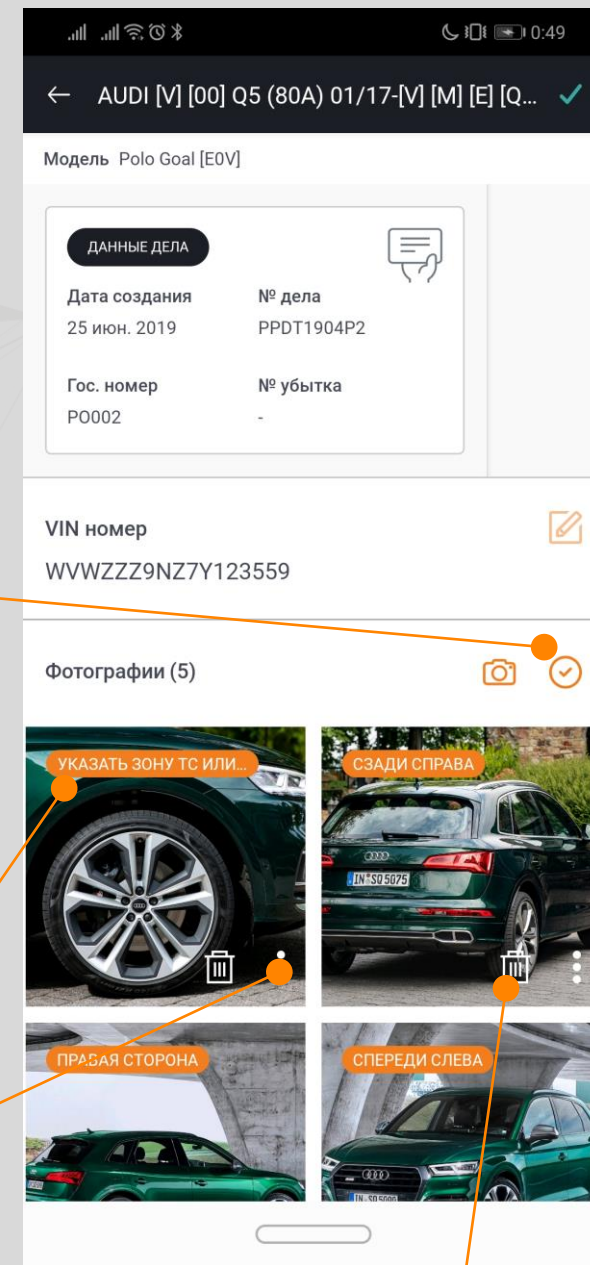 0:49
AUDI [V] [00] Q5 (80A) 01/17-[V] [M] [E] [Q...
Модель Polo Goal [E0V]
ДАННЫЕ ДЕЛА
Дата создания № дела
25 июн. 2019 PPDT1904P2
Гос. номер № убытка
PO002 -
VIN номер
WVWZZZ9NZ7Y123559
Фотографии (5)
УКАЗАТЬ ЗОНУ ТС ИЛИ... СЗАДИ СПРАВА
IN SQ 5075
ПРАВАЯ СТОРОНА СПЕРЕДИ СЛЕВА